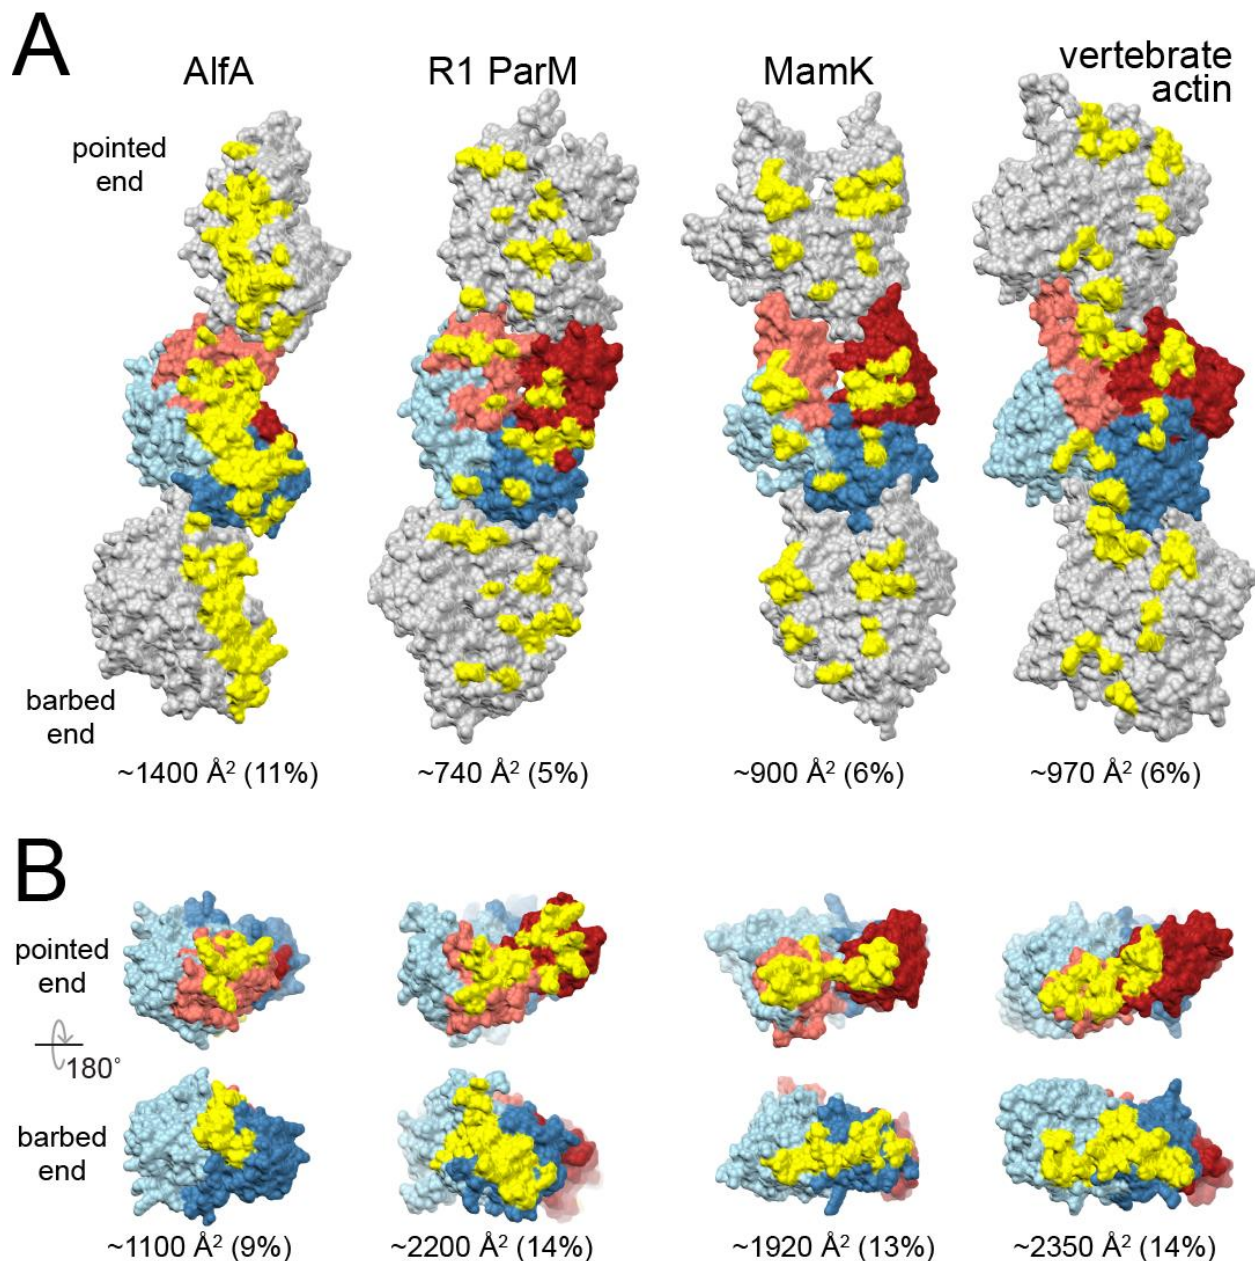 A
AlfA
R1 ParM
MamK
vertebrate
actin
pointed
end
barbed
end
~1400 Å² (11%)
~740 Å² (5%)
~900 Å² (6%)
~970 Å² (6%)
B
pointed
end
180°
barbed
end
~1100 Å² (9%)
~2200 Å² (14%)
~1920 Å² (13%)
~2350 Å² (14%)